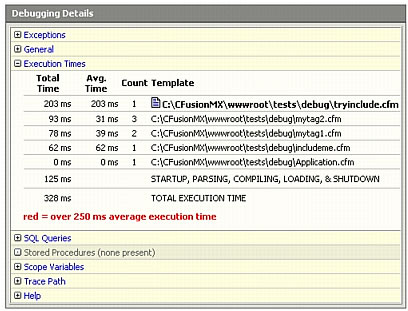 Debugging Details
Exceptions
General
Execution Times
Total Time Avg. Time Count Template
203 ms 203 ms 1 C:\CFusionMX\wwwroot\tests\debug\tryinclude.cfm
93 ms 31 ms 3 C:\CFusionMX\wwwroot\tests\debug\mytag2.cfm
78 ms 39 ms 2 C:\CFusionMX\wwwroot\tests\debug\mytag1.cfm
62 ms 62 ms 1 C:\CFusionMX\wwwroot\tests\debug\includeme.cfm
0 ms 0 ms 1 C:\CFusionMX\wwwroot\tests\debug\Application.cfm
125 ms STARTUP, PARSING, COMPILING, LOADING, & SHUTDOWN
328 ms TOTAL EXECUTION TIME
red = over 250 ms average execution time
SQL Queries
Stored Procedures (none present)
Scope Variables
Trace Path
Help